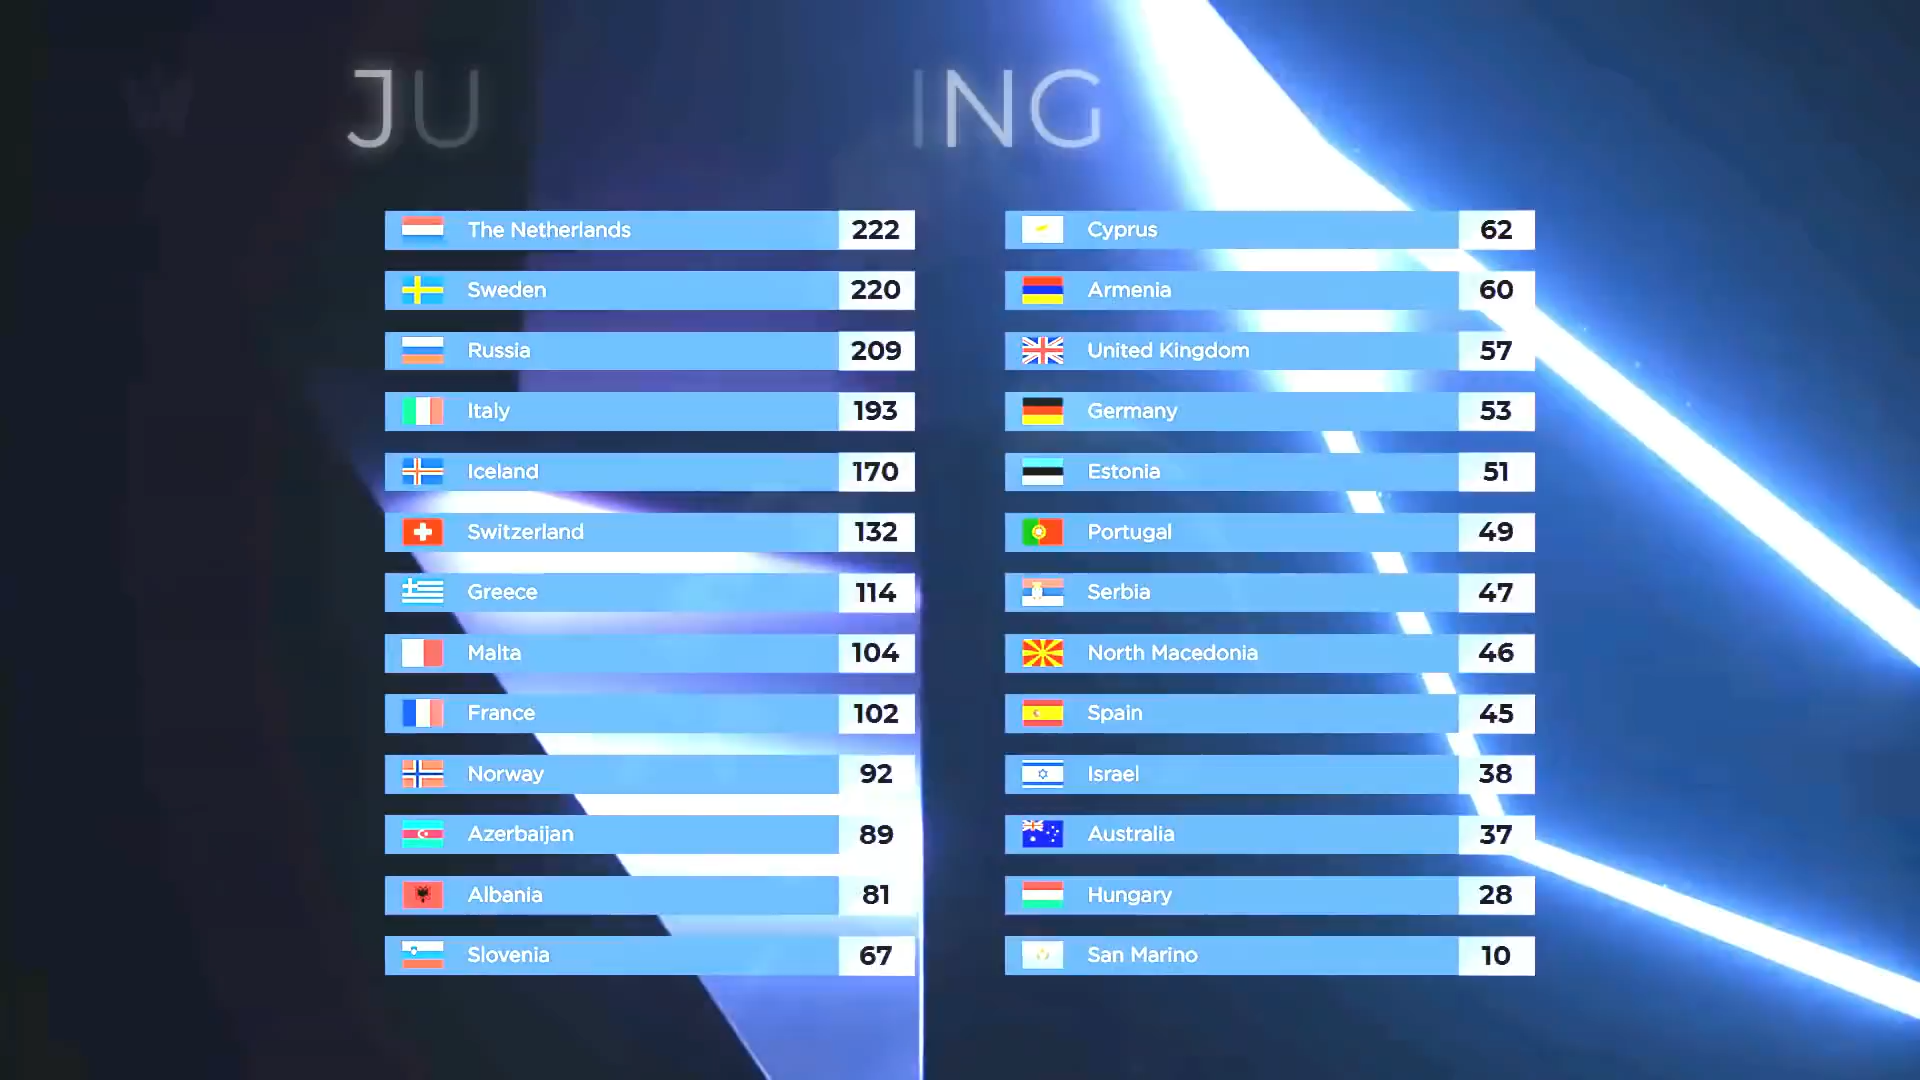 JU ING
The Netherlands 222
Sweden 220
Russia 209
Italy 193
Iceland 170
Switzerland 132
Greece 114
Malta 104
France 102
Norway 92
Azerbaijan 89
Albania 81
Slovenia 67
Cyprus 62
Armenia 60
United Kingdom 57
Germany 53
Estonia 51
Portugal 49
Serbia 47
North Macedonia 46
Spain 45
Israel 38
Australia 37
Hungary 28
San Marino 10